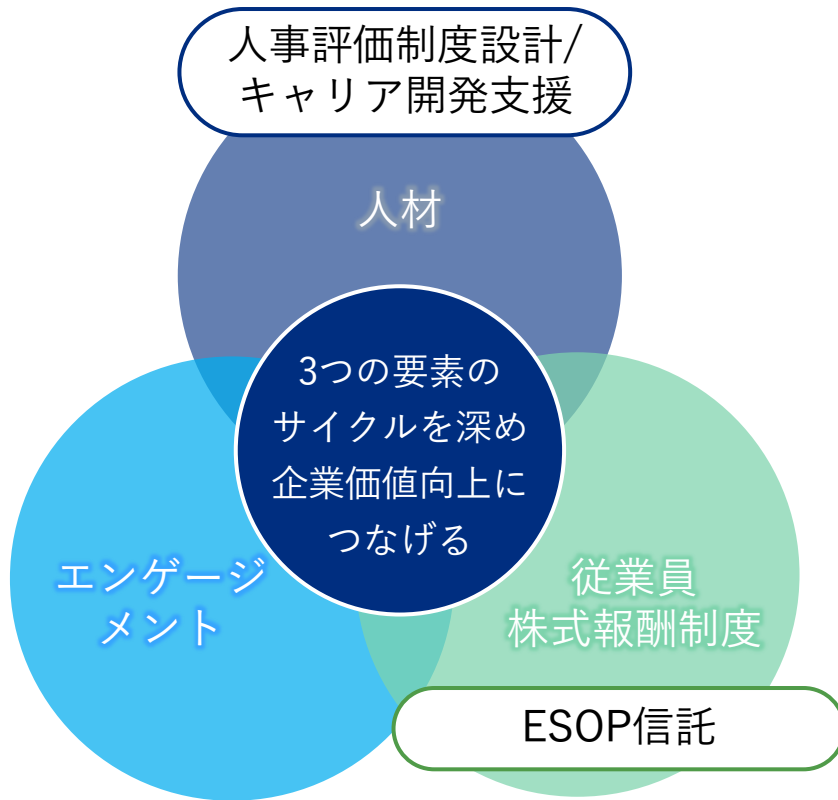 人事評価制度設計/
キャリア開発支援
人材
3つの要素の
サイクルを深め
企業価値向上に
つなげる
エンゲージ
メント
従業員
株式報酬制度
ESOP信託